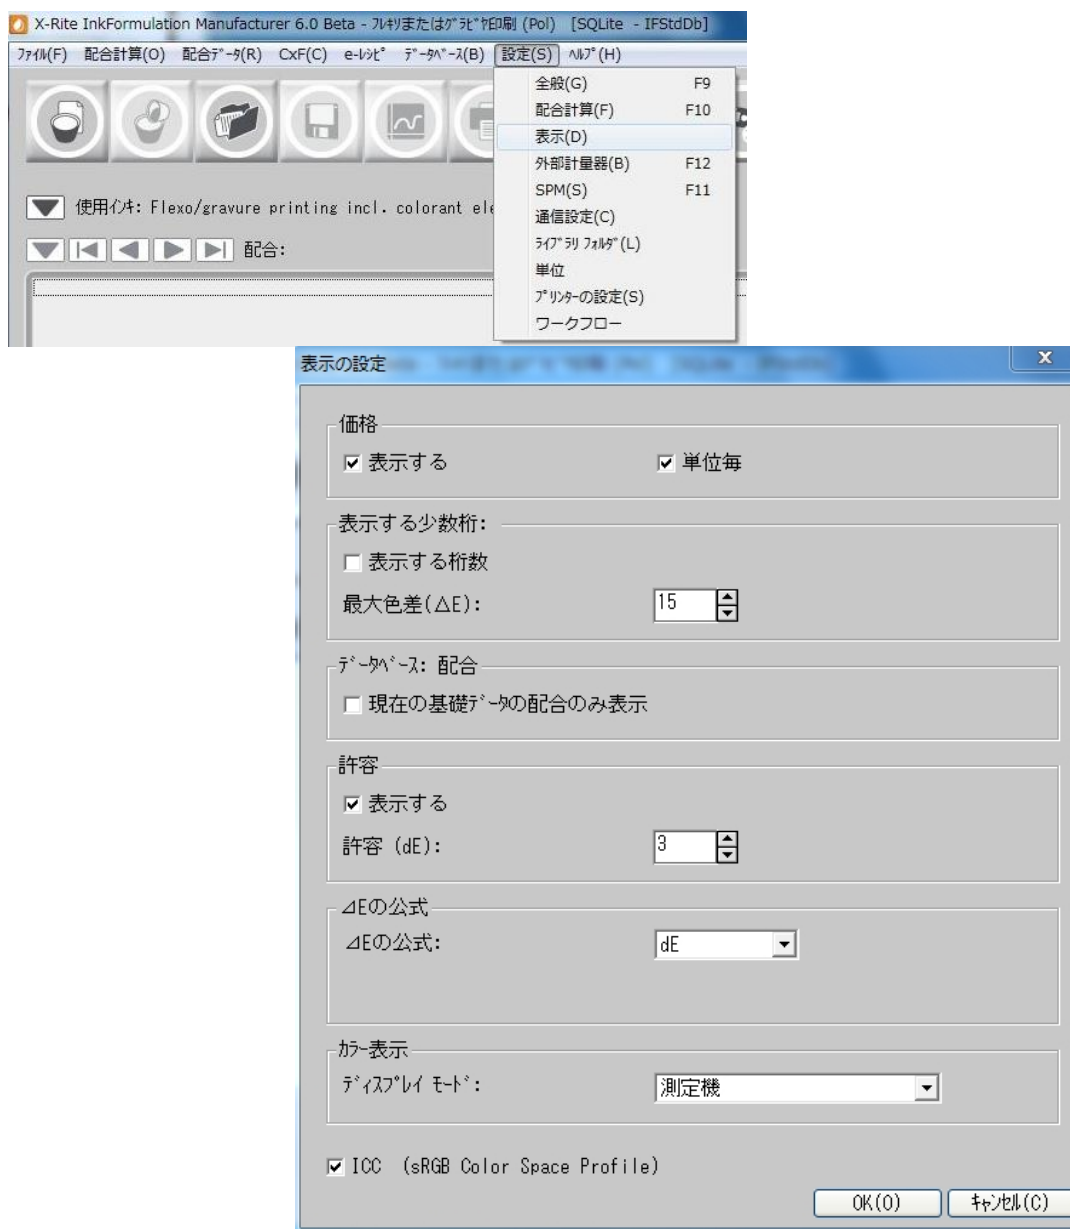 X-Rite InkFormulation Manufacturer 6.0 Beta - ﾌﾚｷｿまたはｸﾞﾗﾋﾞﾔ印刷 (Pol) [SQLite - IFStdDb]
ﾌｧｲﾙ(F) 配合計算(O) 配合ﾃﾞｰﾀ(R) CxF(C) e-ﾚｼﾋﾟ ﾃﾞｰﾀﾍﾞｰｽ(B) 設定(S) ﾍﾙﾌﾟ(H)
全般(G) F9
配合計算(F) F10
表示(D)
外部計量器(B) F12
SPM(S) F11
通信設定(C)
ﾗｲﾌﾞﾗﾘ ﾌｫﾙﾀﾞ(L)
単位
ﾌﾟﾘﾝﾀｰの設定(S)
ワークフロー
使用ｲﾝｷ: Flexo/gravure printing incl. colorant ele
配合:
表示の設定
価格
表示する 単位毎
表示する少数桁:
表示する桁数
最大色差(△E): 15
ﾃﾞｰﾀﾍﾞｰｽ: 配合
現在の基礎ﾃﾞｰﾀの配合のみ表示
許容
表示する
許容 (dE): 3
⊿Eの公式
⊿Eの公式: dE
ｶﾗｰ表示
ﾃﾞｨｽﾌﾟﾚｲ ﾓｰﾄﾞ: 測定機
ICC (sRGB Color Space Profile)
OK(O) ｷｬﾝｾﾙ(C)